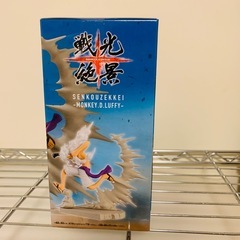 戦光
絶景
SENKOUZEKKEI
-MONKEY.D.LUFFY-